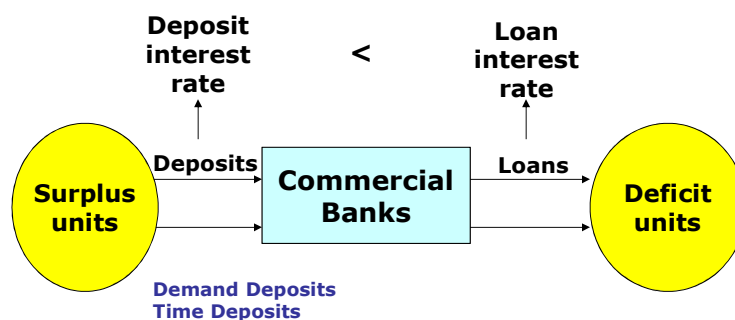 Deposit
interest
rate
<
Loan
interest
rate
Surplus
units
Deposits
Commercial
Banks
Loans
Deficit
units
Demand Deposits
Time Deposits